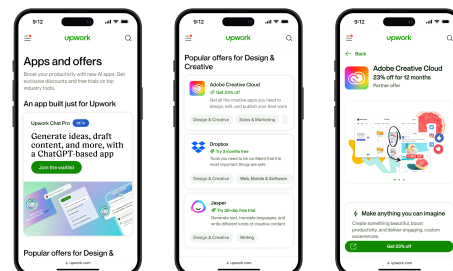 9:12
upwork
Apps and offers
Boost your productivity with new AI apps. Get
exclusive discounts and free trials on top
industry tools.
An app built just for Upwork
Upwork Chat Pro
BETA
Generate ideas, draft
content, and more, with
a ChatGPT-based app
Join the waitlist
Popular offers for Design &
upwork.com
9:12
upwork
Popular offers for Design &
Creative
Adobe Creative Cloud
Get 23% off
Get all the creative apps you need to
design, edit, and publish your best work
Design & Creative
Sales & Marketing
Dropbox
Try 3 months free
Tools you need to be confident that the
most important things are safe
Design & Creative
Web, Mobile & Software
Jasper
Try 30-day free trial
Generate text, translate languages, and
write different kinds of creative content
Design & Creative
Writing
upwork.com
9:12
upwork
Back
Adobe Creative Cloud
23% off for 12 months
Partner offer
Make anything you can imagine
Create something beautiful, boost
productivity, and deliver engaging, custom
experiences.
Get 23% off
upwork.com